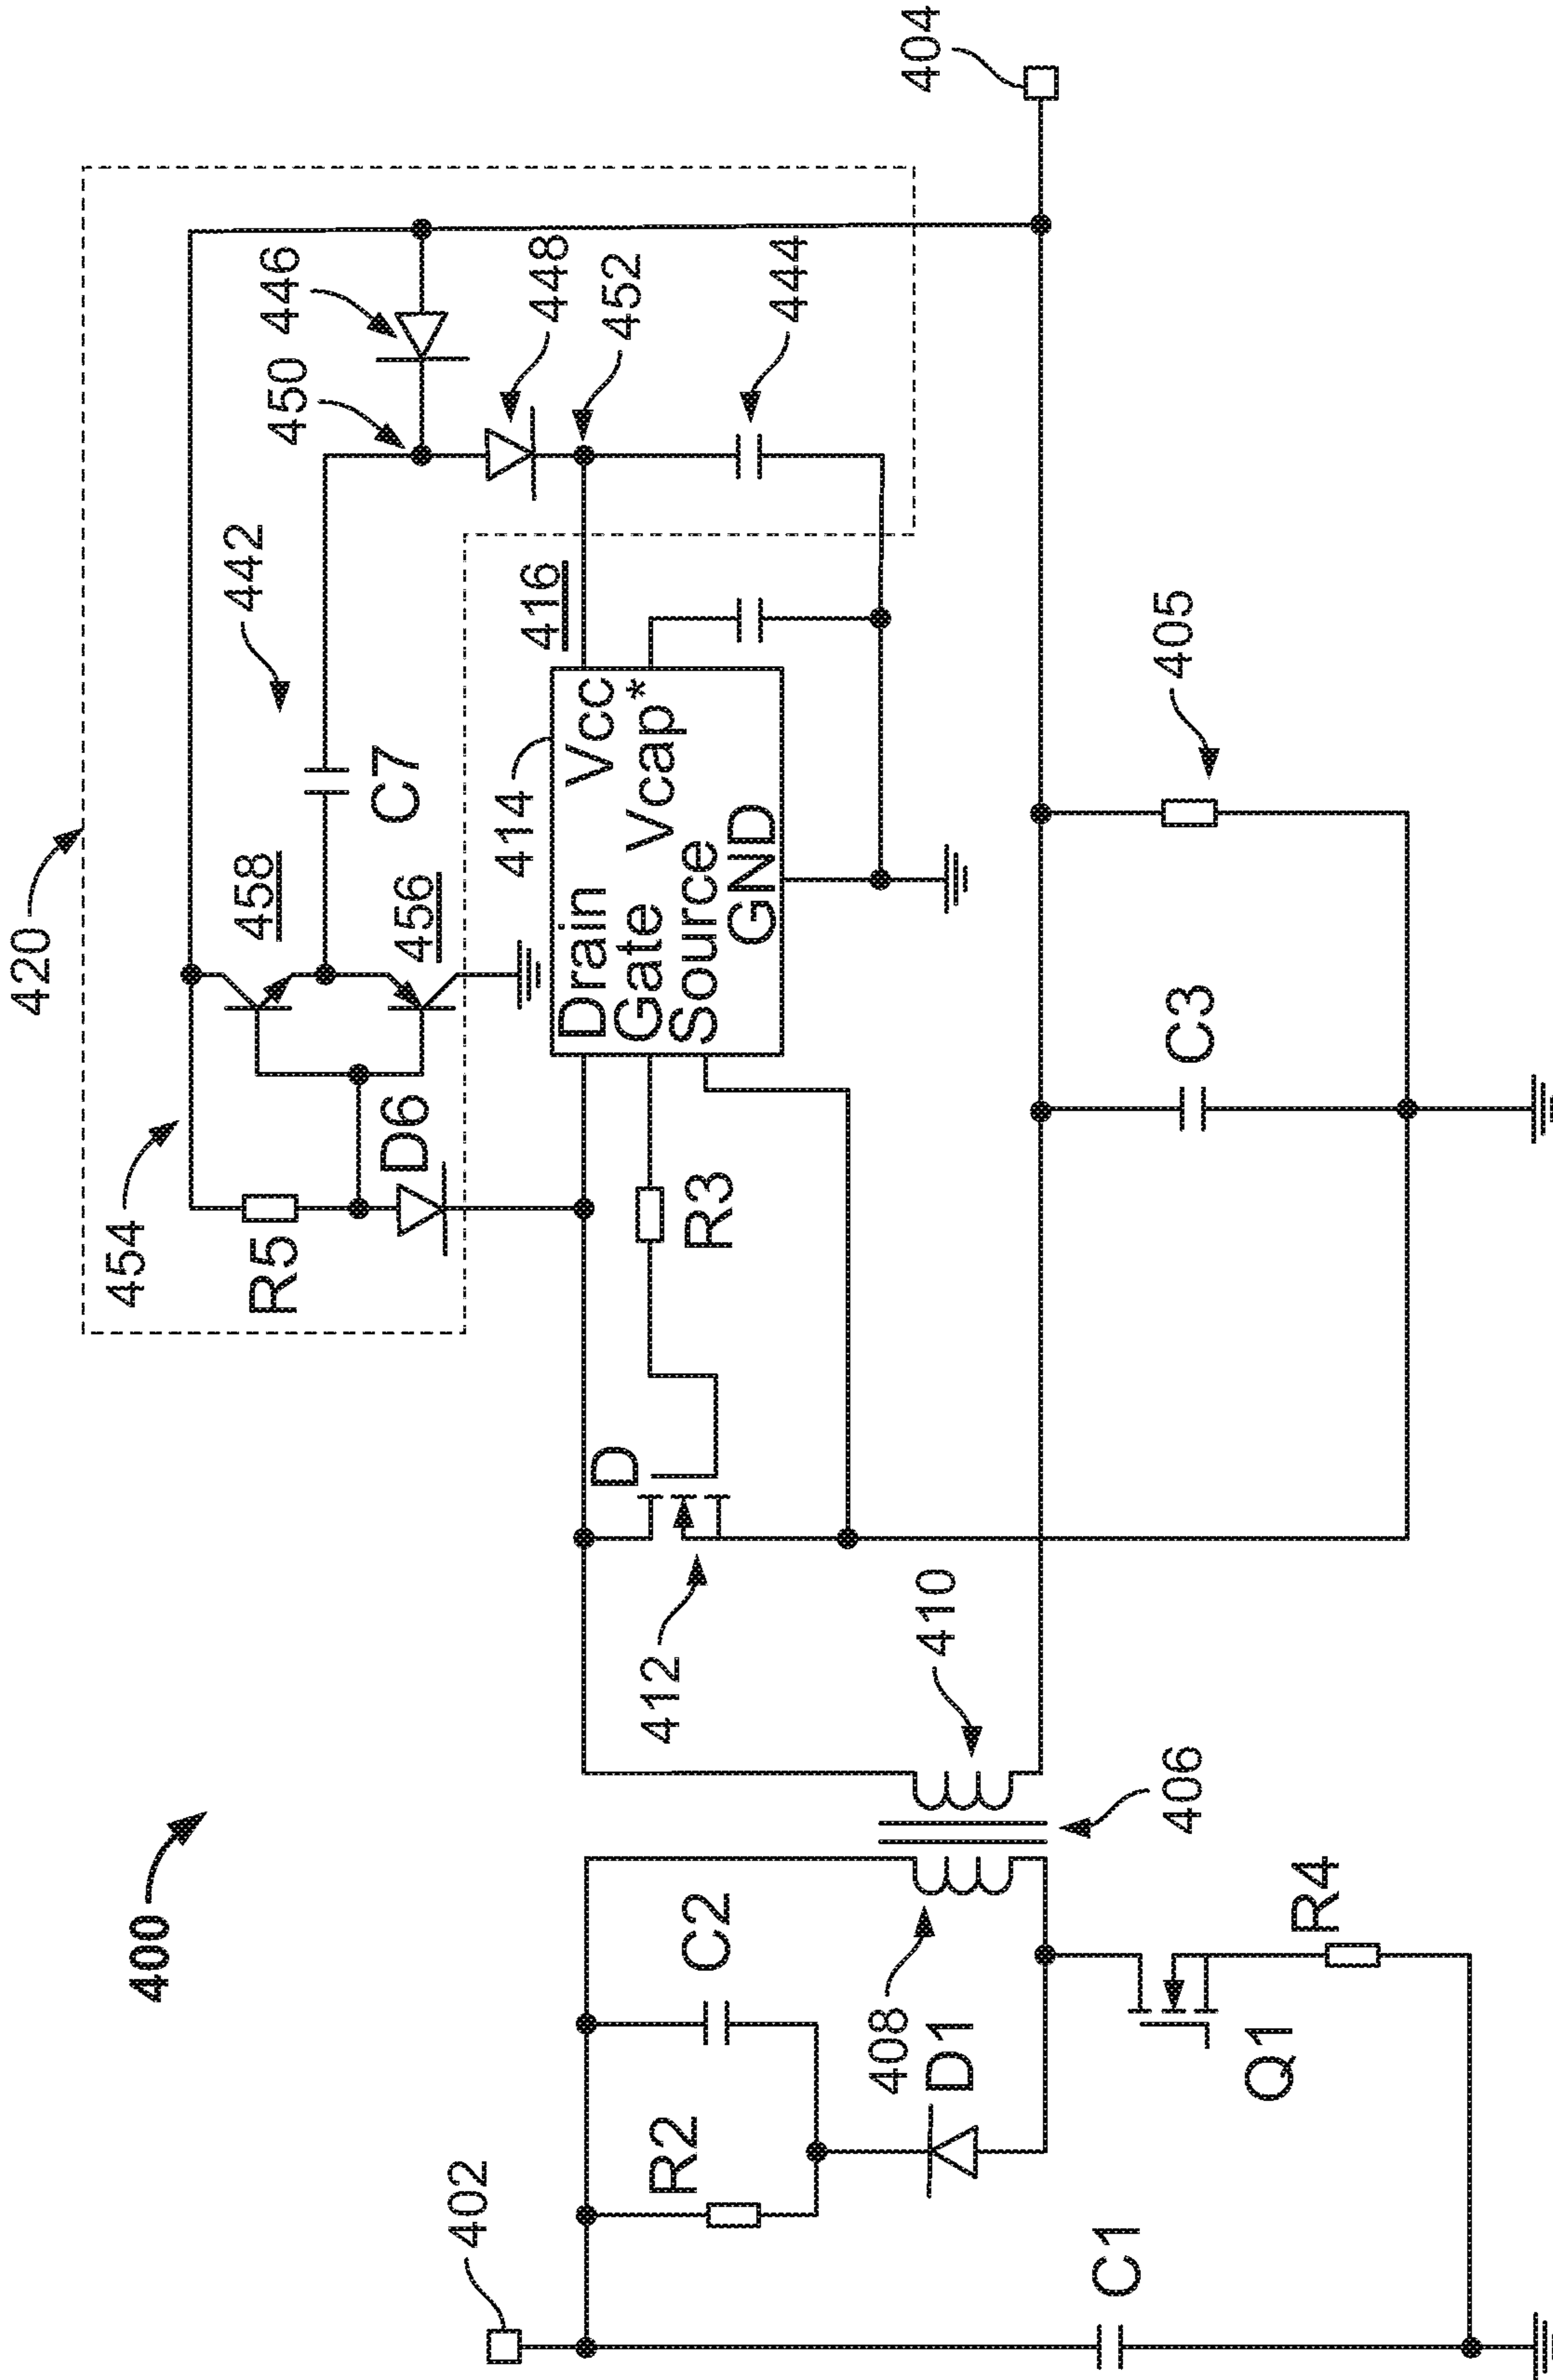 400
420
454
458
442
450
446
R5
D6
C7
456
448
452
416
444
414
Drain
Vcc
Gate
Vcap*
Source
GND
404
402
R2
C2
412
D
R3
408
D1
410
406
C1
Q1
R4
C3
405